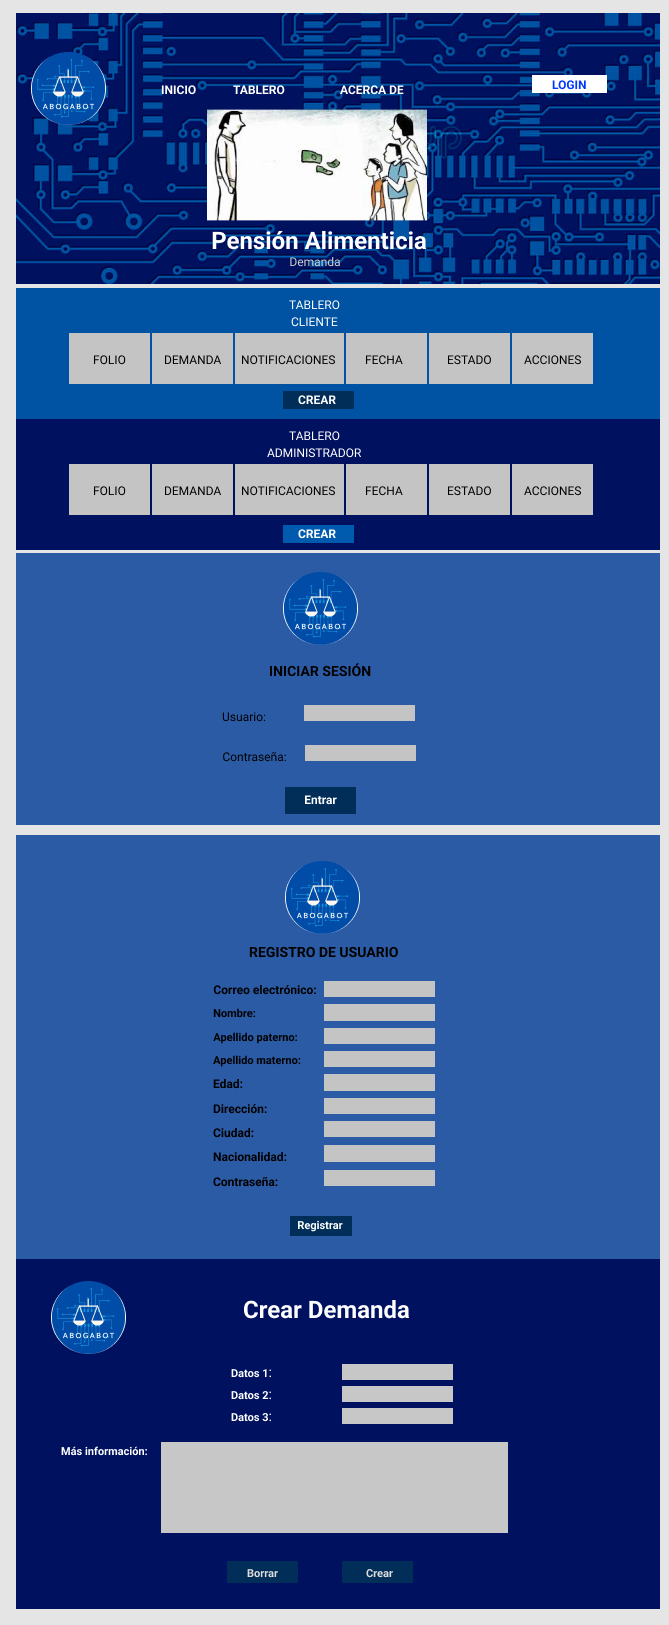 ABOGABOT
INICIO TABLERO ACERCA DE LOGIN
Pensión Alimenticia
Demanda
TABLERO
CLIENTE
FOLIO DEMANDA NOTIFICACIONES FECHA ESTADO ACCIONES
CREAR
TABLERO
ADMINISTRADOR
FOLIO DEMANDA NOTIFICACIONES FECHA ESTADO ACCIONES
CREAR
ABOGABOT
INICIAR SESIÓN
Usuario:
Contraseña:
Entrar
ABOGABOT
REGISTRO DE USUARIO
Correo electrónico:
Nombre:
Apellido paterno:
Apellido materno:
Edad:
Dirección:
Ciudad:
Nacionalidad:
Contraseña:
Registrar
ABOGABOT
Crear Demanda
Datos 1:
Datos 2:
Datos 3:
Más información:
Borrar Crear